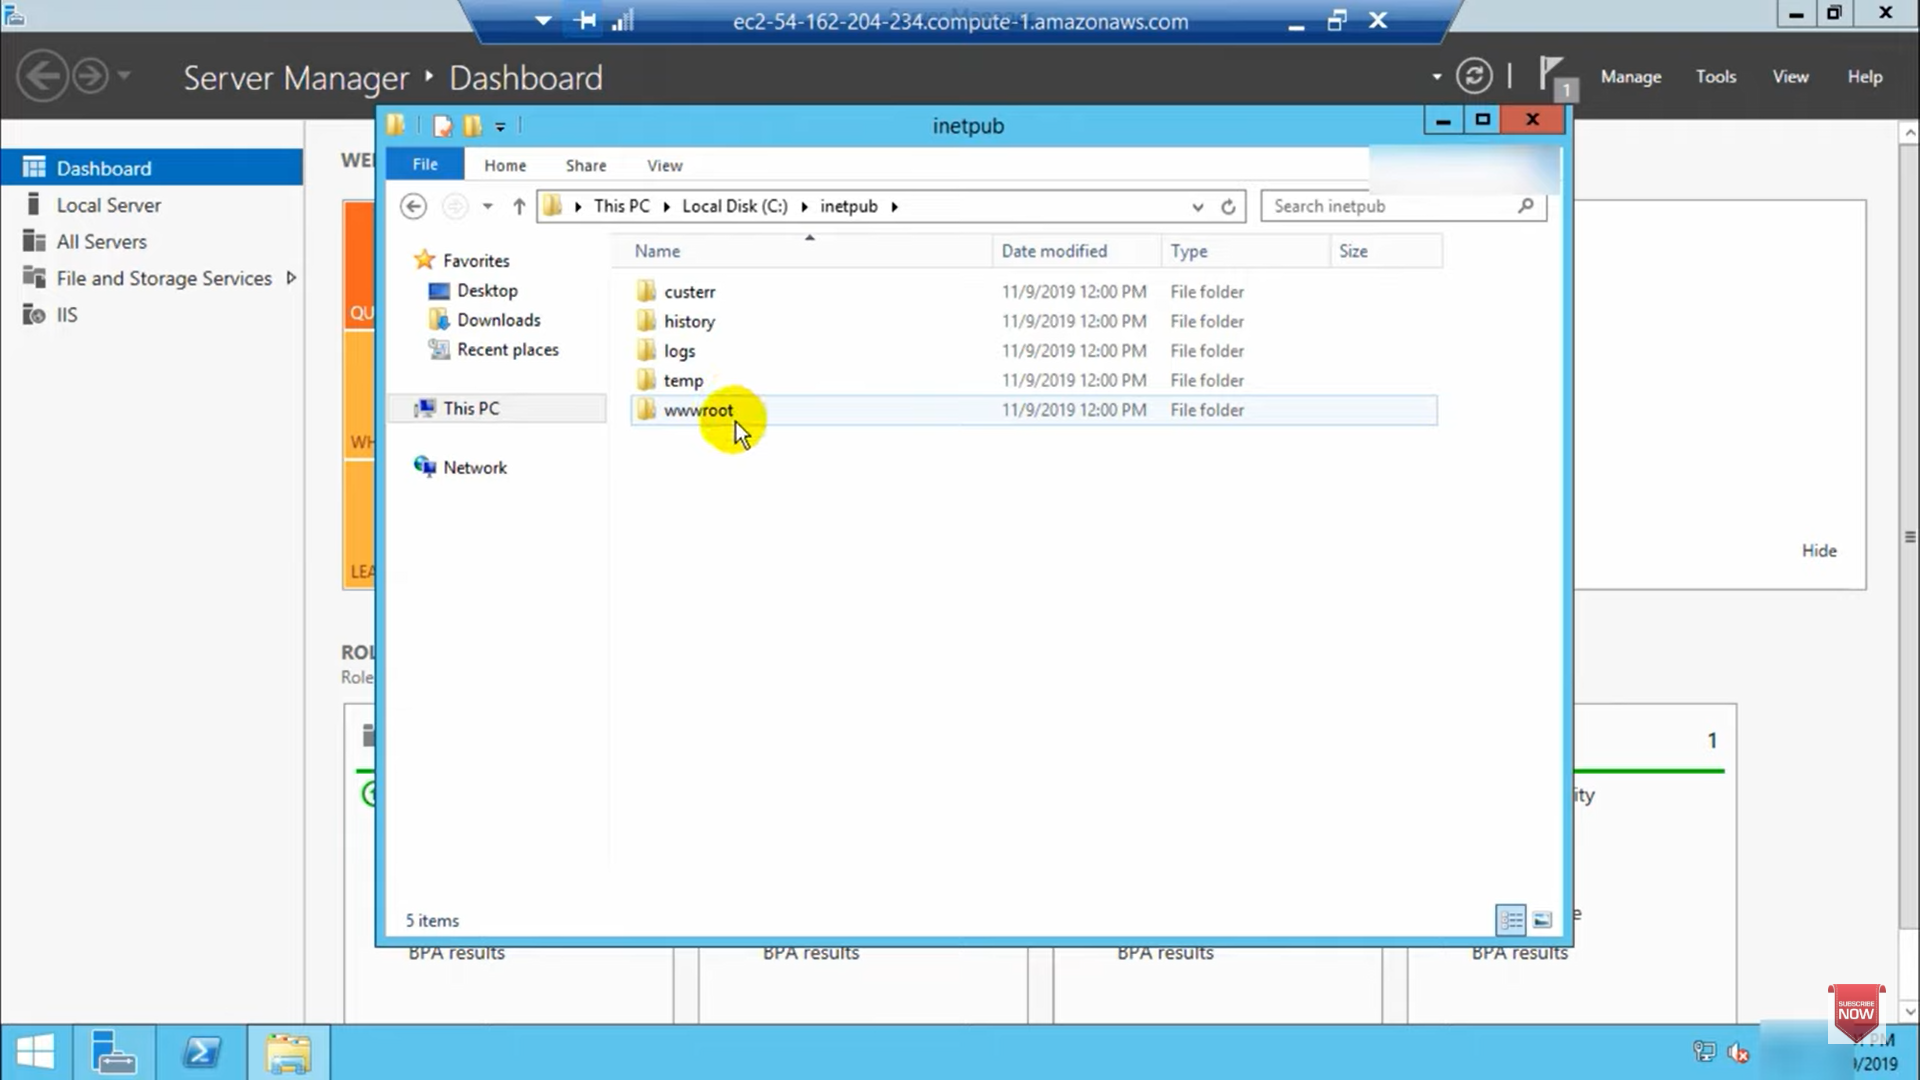 ec2-54-162-204-234.compute-1.amazonaws.com
Server Manager Dashboard
1
Manage Tools View Help
Dashboard
Local Server
All Servers
File and Storage Services
IIS
inetpub
File Home Share View
This PC Local Disk (C:) inetpub
Search inetpub
Favorites
Desktop
Downloads
Recent places
This PC
Network
Name Date modified Type Size
custerr 11/9/2019 12:00 PM File folder
history 11/9/2019 12:00 PM File folder
logs 11/9/2019 12:00 PM File folder
temp 11/9/2019 12:00 PM File folder
wwwroot 11/9/2019 12:00 PM File folder
5 items
WE
QU
WH
LEA
Hide
ROL
Role
1
ity
e
BPA results BPA results BPA results BPA results
SUBSCRIBE
NOW
PM
/2019